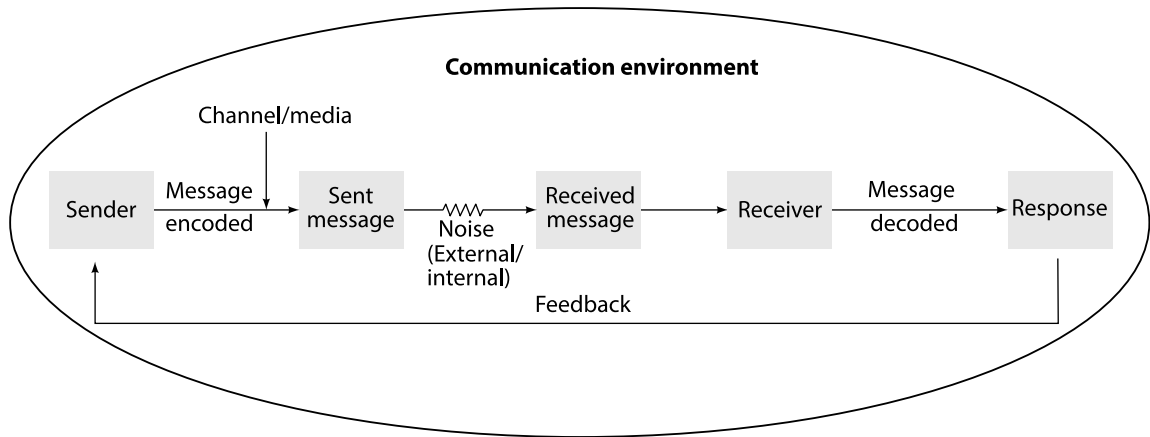 Communication environment
Channel/media
Sender
Message
encoded
Sent
message
Noise
(External/
internal)
Received
message
Receiver
Message
decoded
Response
Feedback